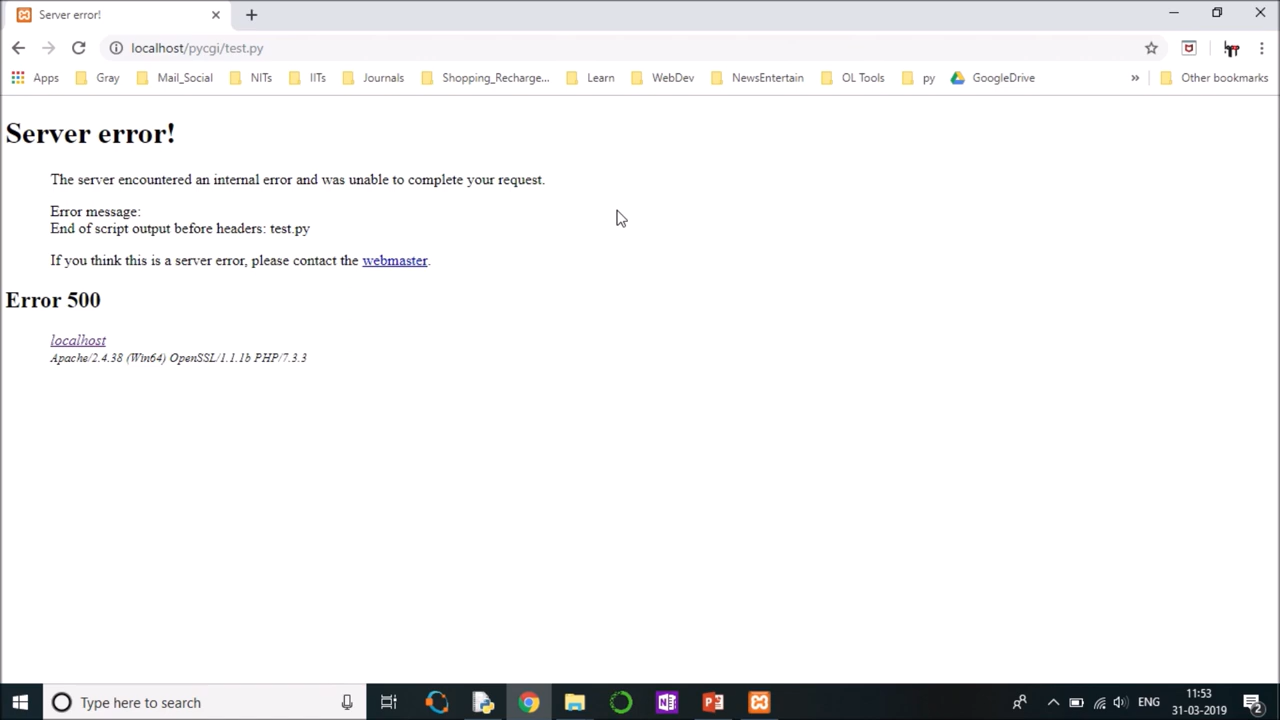 Server error!
localhost/pycgi/test.py
Apps Gray Mail_Social NITs IITs Journals Shopping_Recharge... Learn WebDev NewsEntertain OL Tools py GoogleDrive » Other bookmarks
Server error!
The server encountered an internal error and was unable to complete your request.
Error message:
End of script output before headers: test.py
If you think this is a server error, please contact the webmaster.
Error 500
localhost
Apache/2.4.38 (Win64) OpenSSL/1.1.1b PHP/7.3.3
Type here to search
ENG
11:53
31-03-2019
2